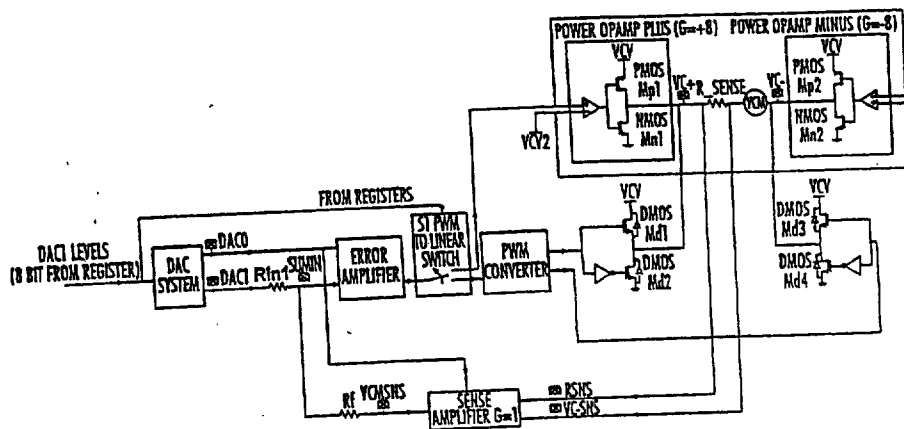 POWER OPAMP PLUS (G=+8)
POWER OPAMP MINUS (G=-8)
VCV
PMOS
Mp1
NMOS
Mn1
VCV2
VC+
R_SENSE
VCM
VC-
VCV
PMOS
Mp2
NMOS
Mn2
FROM REGISTERS
DAC1 LEVELS
(8 BIT FROM REGISTER)
DAC
SYSTEM
DAC0
DAC1
Rin1
SUMIN
ERROR
AMPLIFIER
S1 PWM
TO LINEAR
SWITCH
PWM
CONVERTER
VCV
DMOS
Md1
DMOS
Md2
VCV
DMOS
Md3
DMOS
Md4
Rf
VCMSNS
SENSE
AMPLIFIER G=1
RSNS
VC-SNS